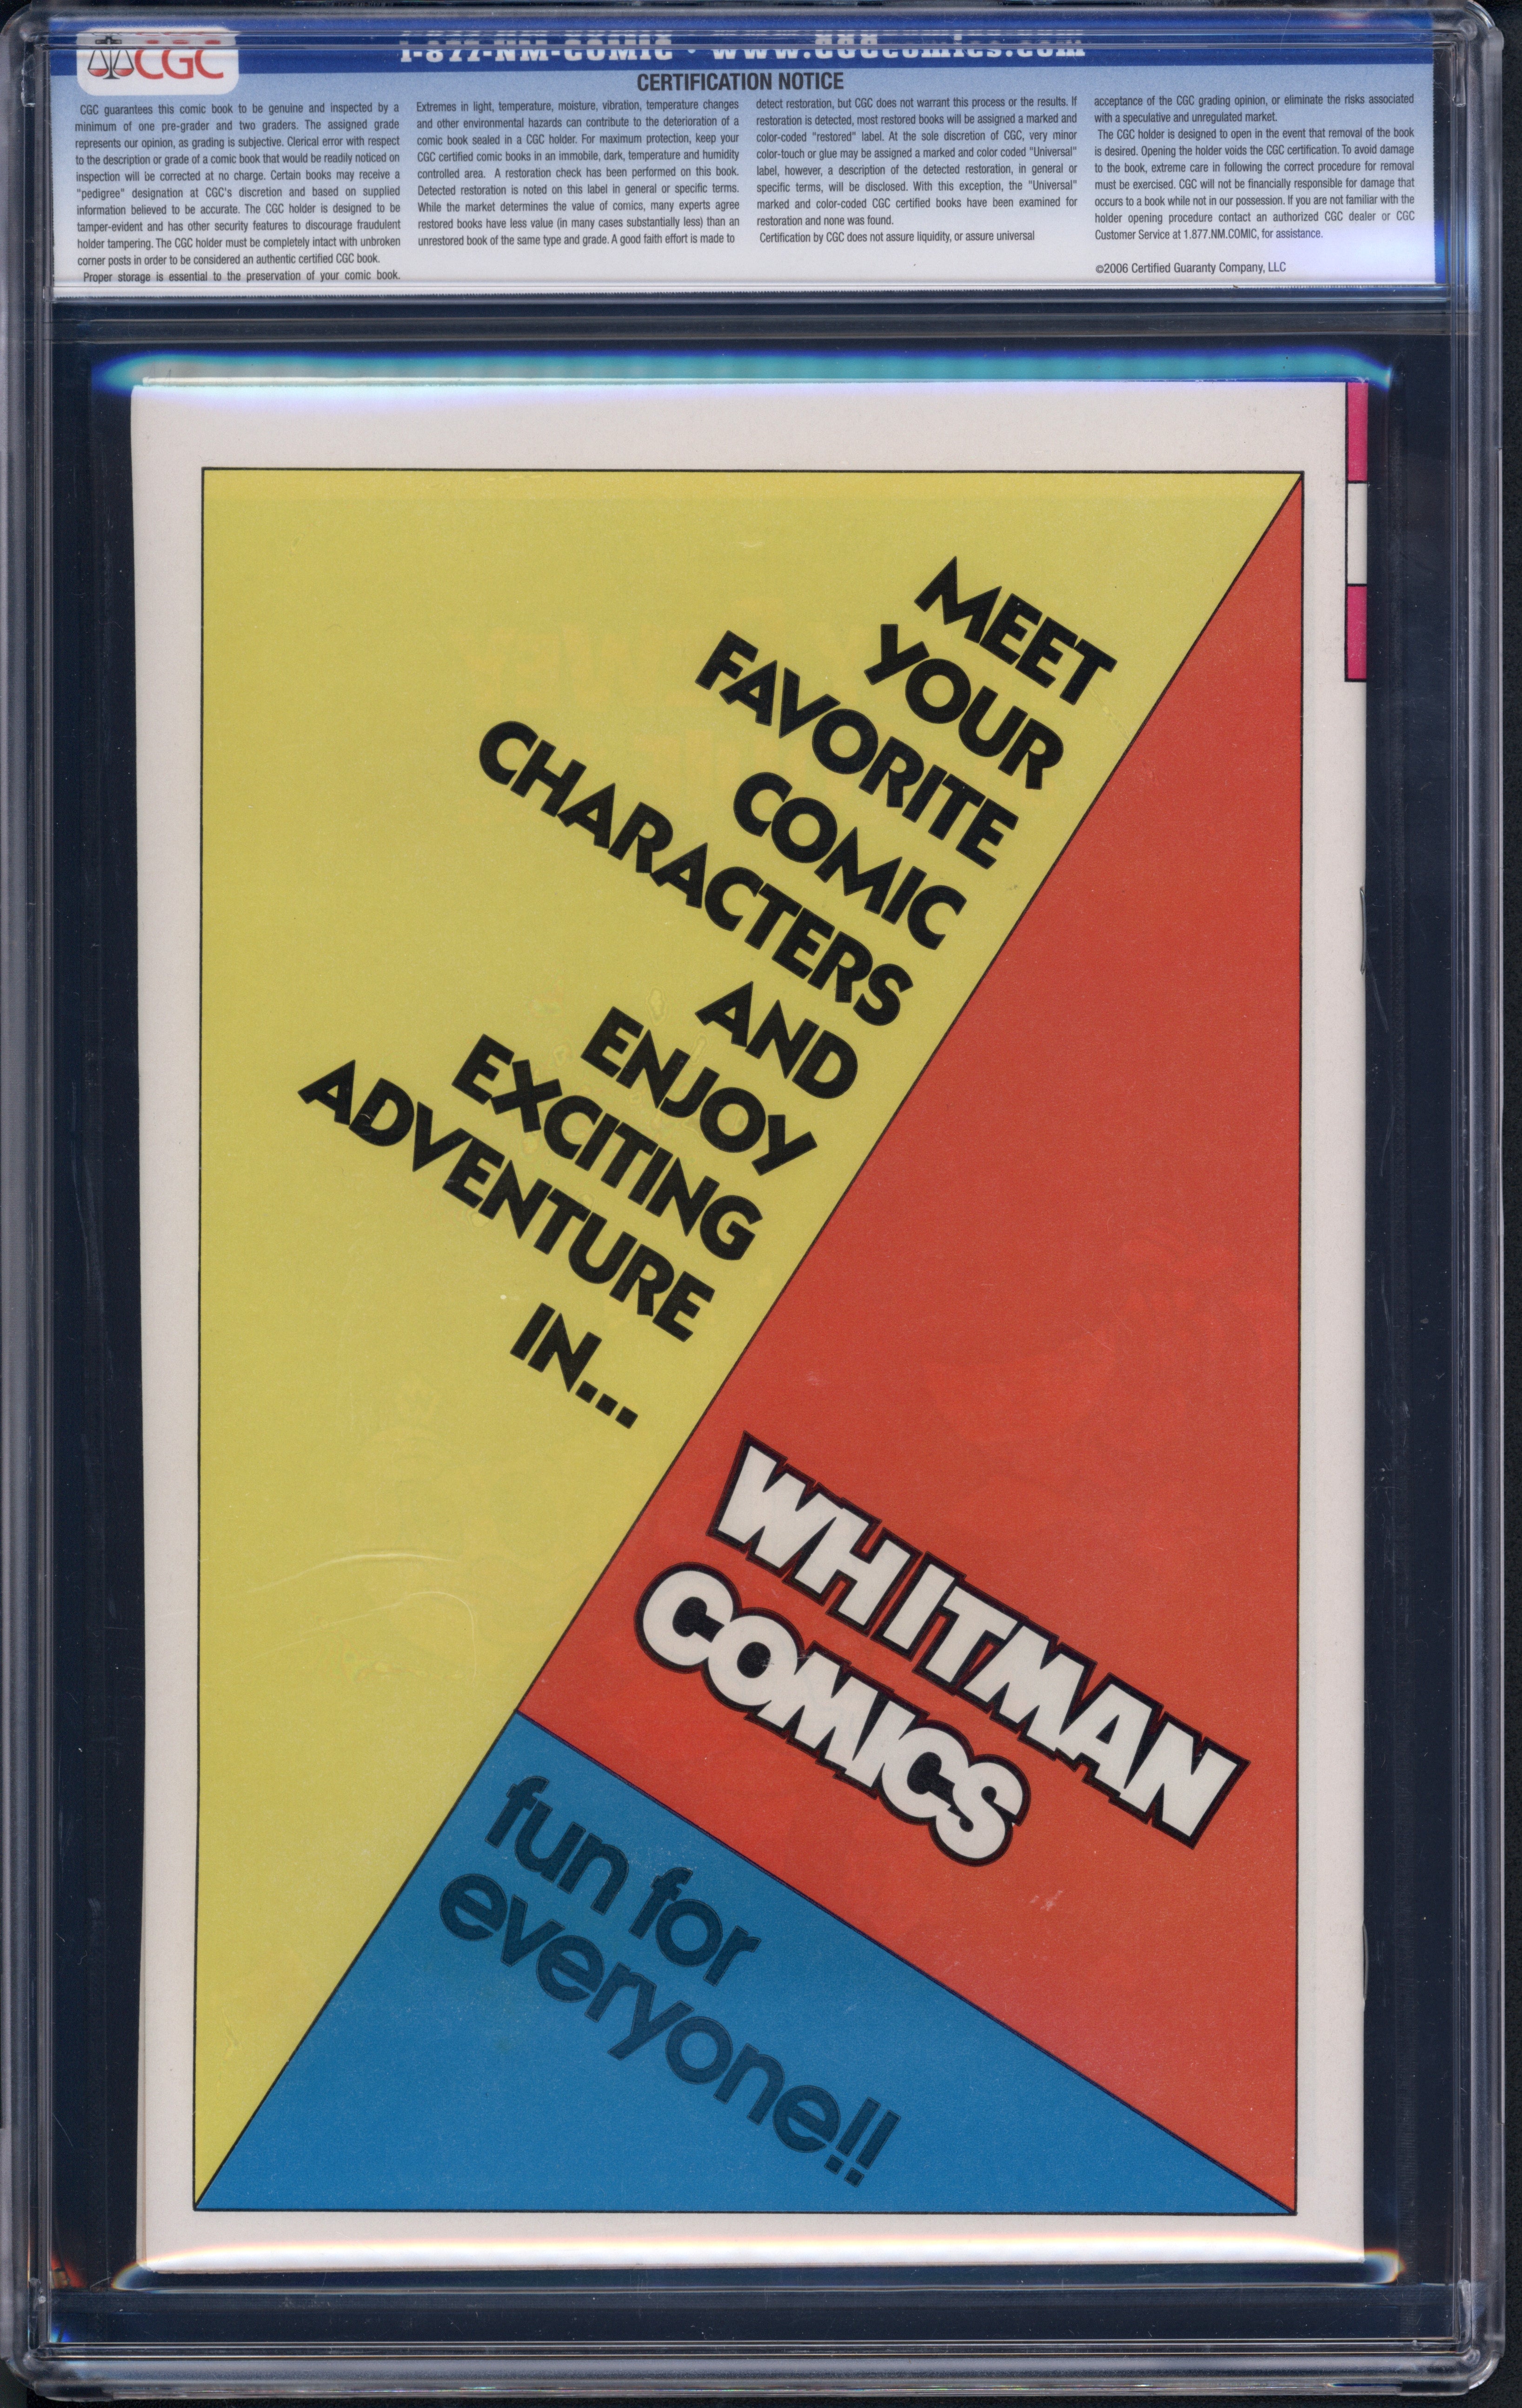 CGC
1-877-NM-COMIC • www.CGCcomics.com
CERTIFICATION NOTICE
CGC guarantees this comic book to be genuine and inspected by a
minimum of one pre-grader and two graders. The assigned grade
represents our opinion, as grading is subjective. Clerical error with respect
to the description or grade of a comic book that would be readily noticed on
inspection will be corrected at no charge. Certain books may receive a
"pedigree" designation at CGC's discretion and based on supplied
information believed to be accurate. The CGC holder is designed to be
tamper-evident and has other security features to discourage fraudulent
holder tampering. The CGC holder must be completely intact with unbroken
corner posts in order to be considered an authentic certified CGC book.
Proper storage is essential to the preservation of your comic book.
Extremes in light, temperature, moisture, vibration, temperature changes
and other environmental hazards can contribute to the deterioration of a
comic book sealed in a CGC holder. For maximum protection, keep your
CGC certified comic books in an immobile, dark, temperature and humidity
controlled area. A restoration check has been performed on this book.
Detected restoration is noted on this label in general or specific terms.
While the market determines the value of comics, many experts agree
restored books have less value (in many cases substantially less) than an
unrestored book of the same type and grade. A good faith effort is made to
detect restoration, but CGC does not warrant this process or the results. If
restoration is detected, most restored books will be assigned a marked and
color-coded "restored" label. At the sole discretion of CGC, very minor
color-touch or glue may be assigned a marked and color coded "Universal"
label, however, a description of the detected restoration, in general or
specific terms, will be disclosed. With this exception, the "Universal"
marked and color-coded CGC certified books have been examined for
restoration and none was found.
Certification by CGC does not assure liquidity, or assure universal
acceptance of the CGC grading opinion, or eliminate the risks associated
with a speculative and unregulated market.
The CGC holder is designed to open in the event that removal of the book
is desired. Opening the holder voids the CGC certification. To avoid damage
to the book, extreme care in following the correct procedure for removal
must be exercised. CGC will not be financially responsible for damage that
occurs to a book while not in our possession. If you are not familiar with the
holder opening procedure contact an authorized CGC dealer or CGC
Customer Service at 1.877.NM.COMIC, for assistance.
©2006 Certified Guaranty Company, LLC
MEET
YOUR
FAVORITE
COMIC
CHARACTERS
AND
ENJOY
EXCITING
ADVENTURE
IN...
WHITMAN
COMICS
fun for
everyone!!